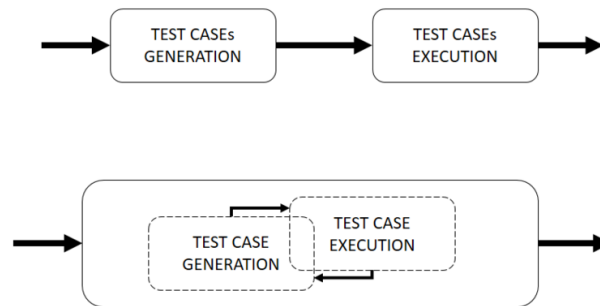 TEST CASEs
GENERATION
TEST CASEs
EXECUTION
TEST CASE
GENERATION
TEST CASE
EXECUTION